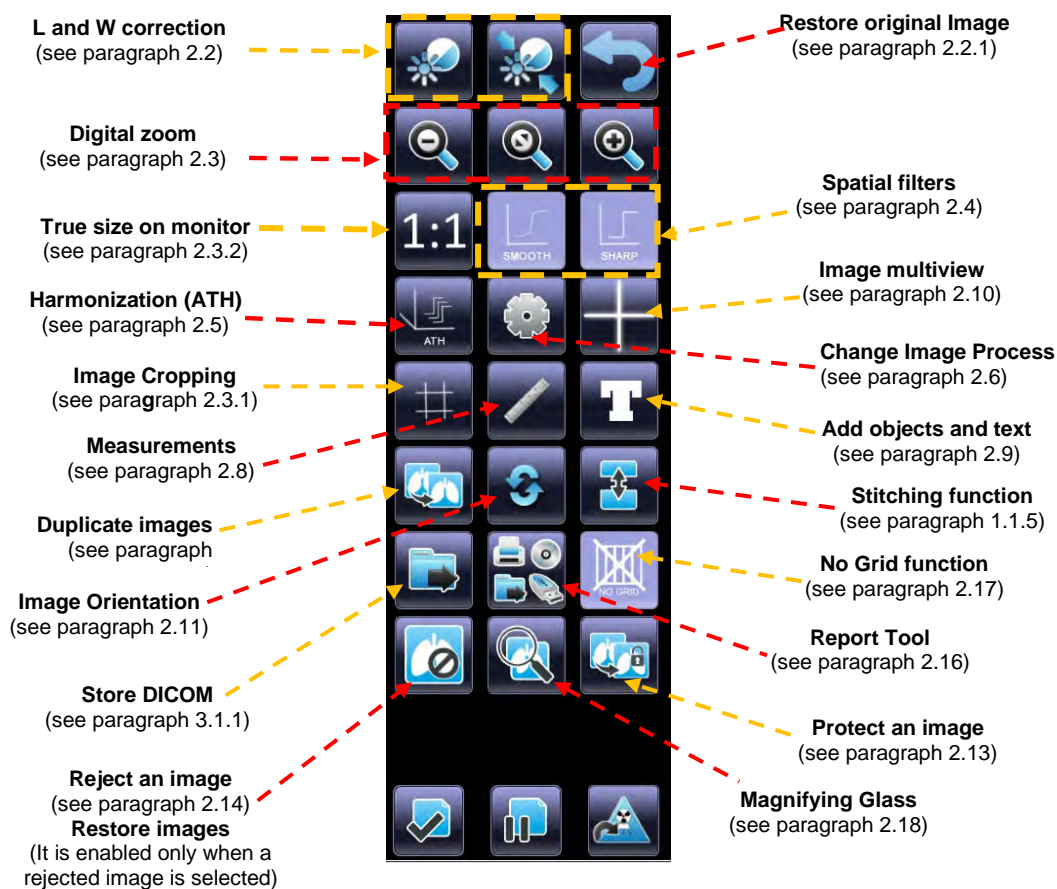 L and W correction
(see paragraph 2.2)
Restore original Image
(see paragraph 2.2.1)
Digital zoom
(see paragraph 2.3)
Spatial filters
(see paragraph 2.4)
True size on monitor
(see paragraph 2.3.2)
1:1
SMOOTH
SHARP
Image multiview
(see paragraph 2.10)
Harmonization (ATH)
(see paragraph 2.5)
ATH
Change Image Process
(see paragraph 2.6)
Image Cropping
(see paragraph 2.3.1)
T
Add objects and text
(see paragraph 2.9)
Measurements
(see paragraph 2.8)
Stitching function
(see paragraph 1.1.5)
Duplicate images
(see paragraph
No Grid function
(see paragraph 2.17)
NO GRID
Image Orientation
(see paragraph 2.11)
Report Tool
(see paragraph 2.16)
Store DICOM
(see paragraph 3.1.1)
Protect an image
(see paragraph 2.13)
Reject an image
(see paragraph 2.14)
Restore images
(It is enabled only when a
rejected image is selected)
Magnifying Glass
(see paragraph 2.18)